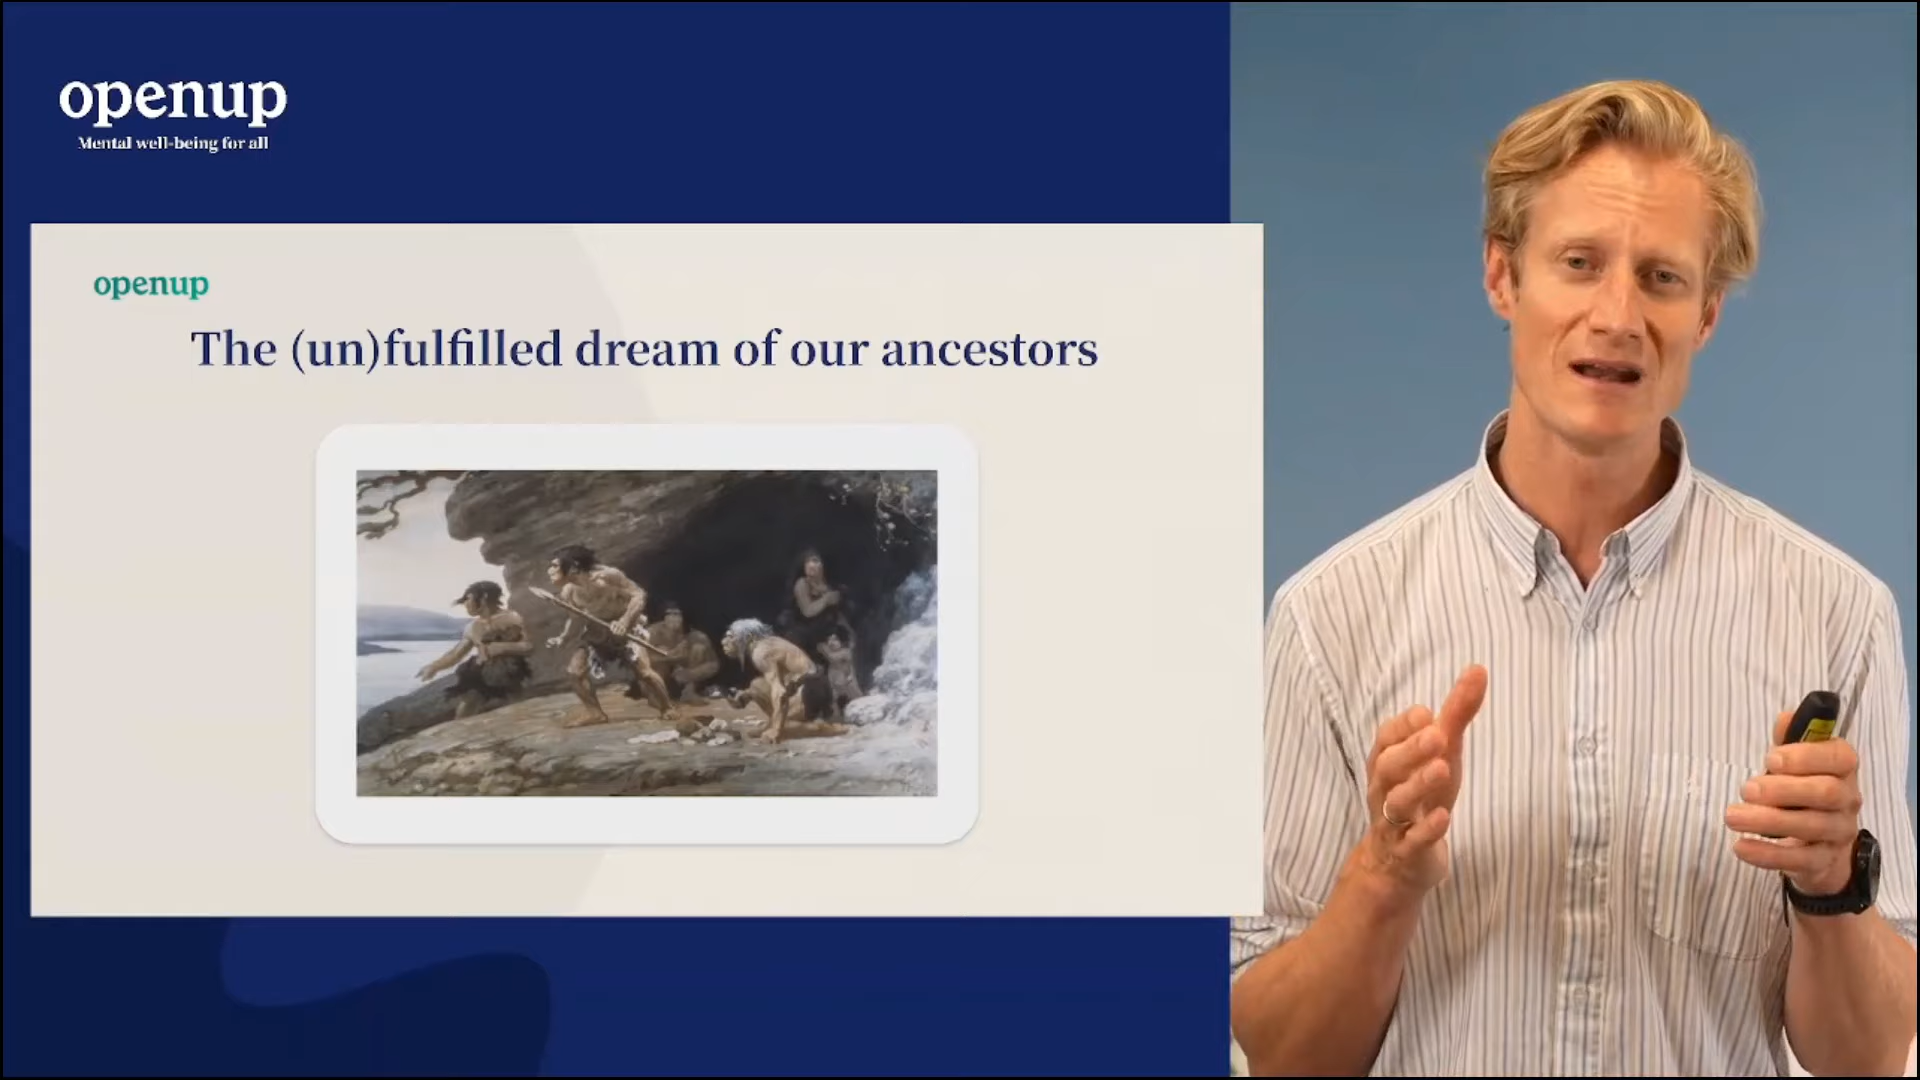 openup
Mental well-being for all
openup
The (un)fulfilled dream of our ancestors